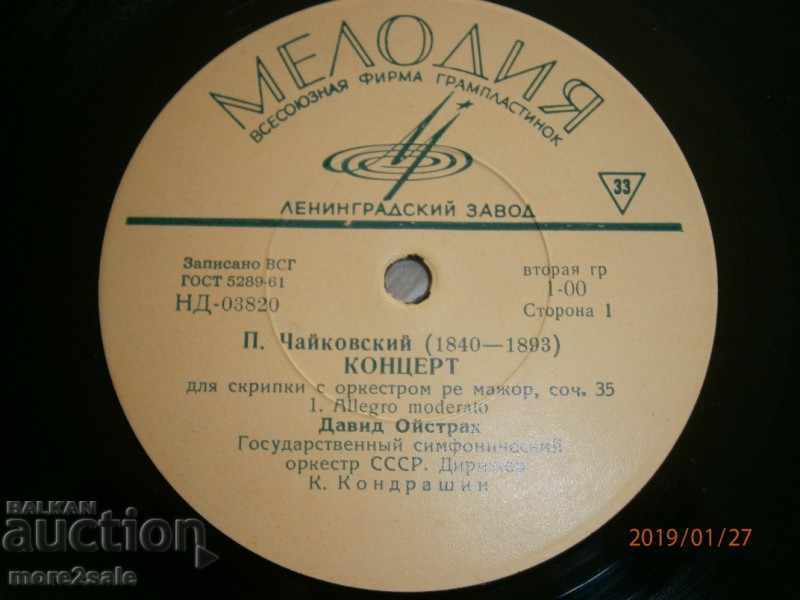 МЕЛОДИЯ
ВСЕСОЮЗНАЯ ФИРМА ГРАМПЛАСТИНОК
33
ЛЕНИНГРАДСКИЙ ЗАВОД
Записано ВСГ
ГОСТ 5289-61
НД-03820
вторая гр
1-00
Сторона 1
П. Чайковский (1840—1893)
КОНЦЕРТ
для скрипки с оркестром ре мажор, соч. 35
1. Allegro moderato
Давид Ойстрах
Государственный симфонический
оркестр СССР. Дирижер
К. Кондрашин
BALKAN
auction
more2sale
2019/01/27